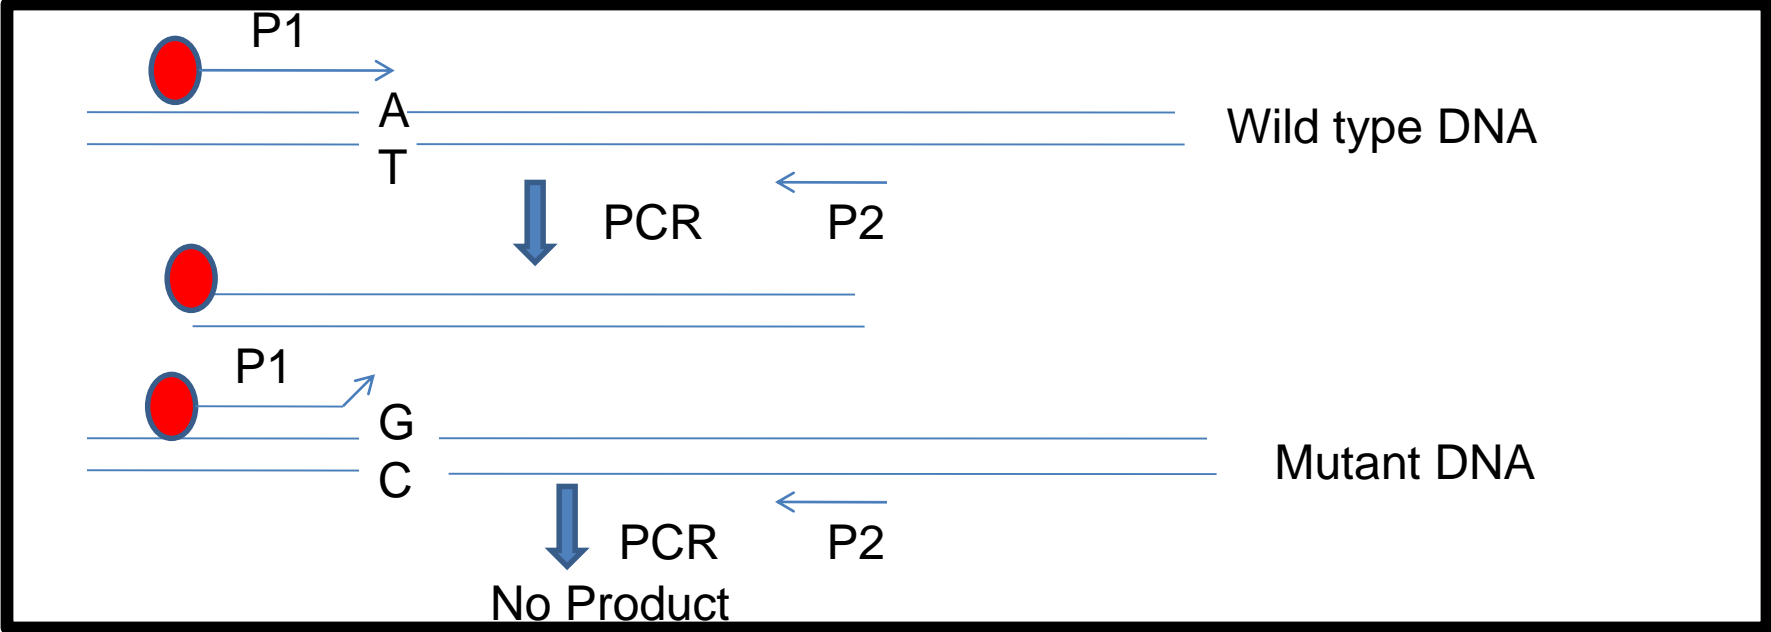 P1
A
T
Wild type DNA
PCR
P2
P1
G
C
Mutant DNA
PCR
P2
No Product